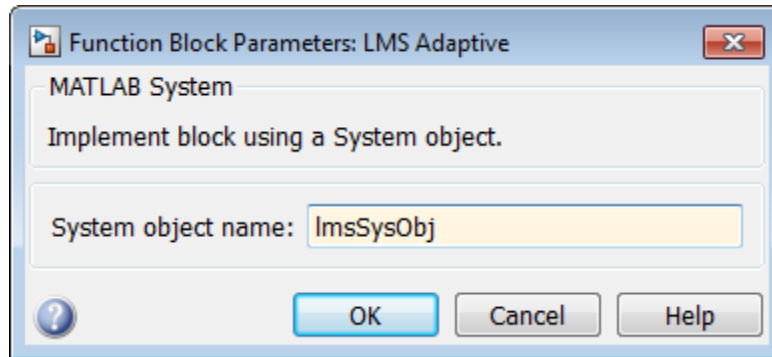 Function Block Parameters: LMS Adaptive
MATLAB System
Implement block using a System object.
System object name: lmsSysObj
OK Cancel Help